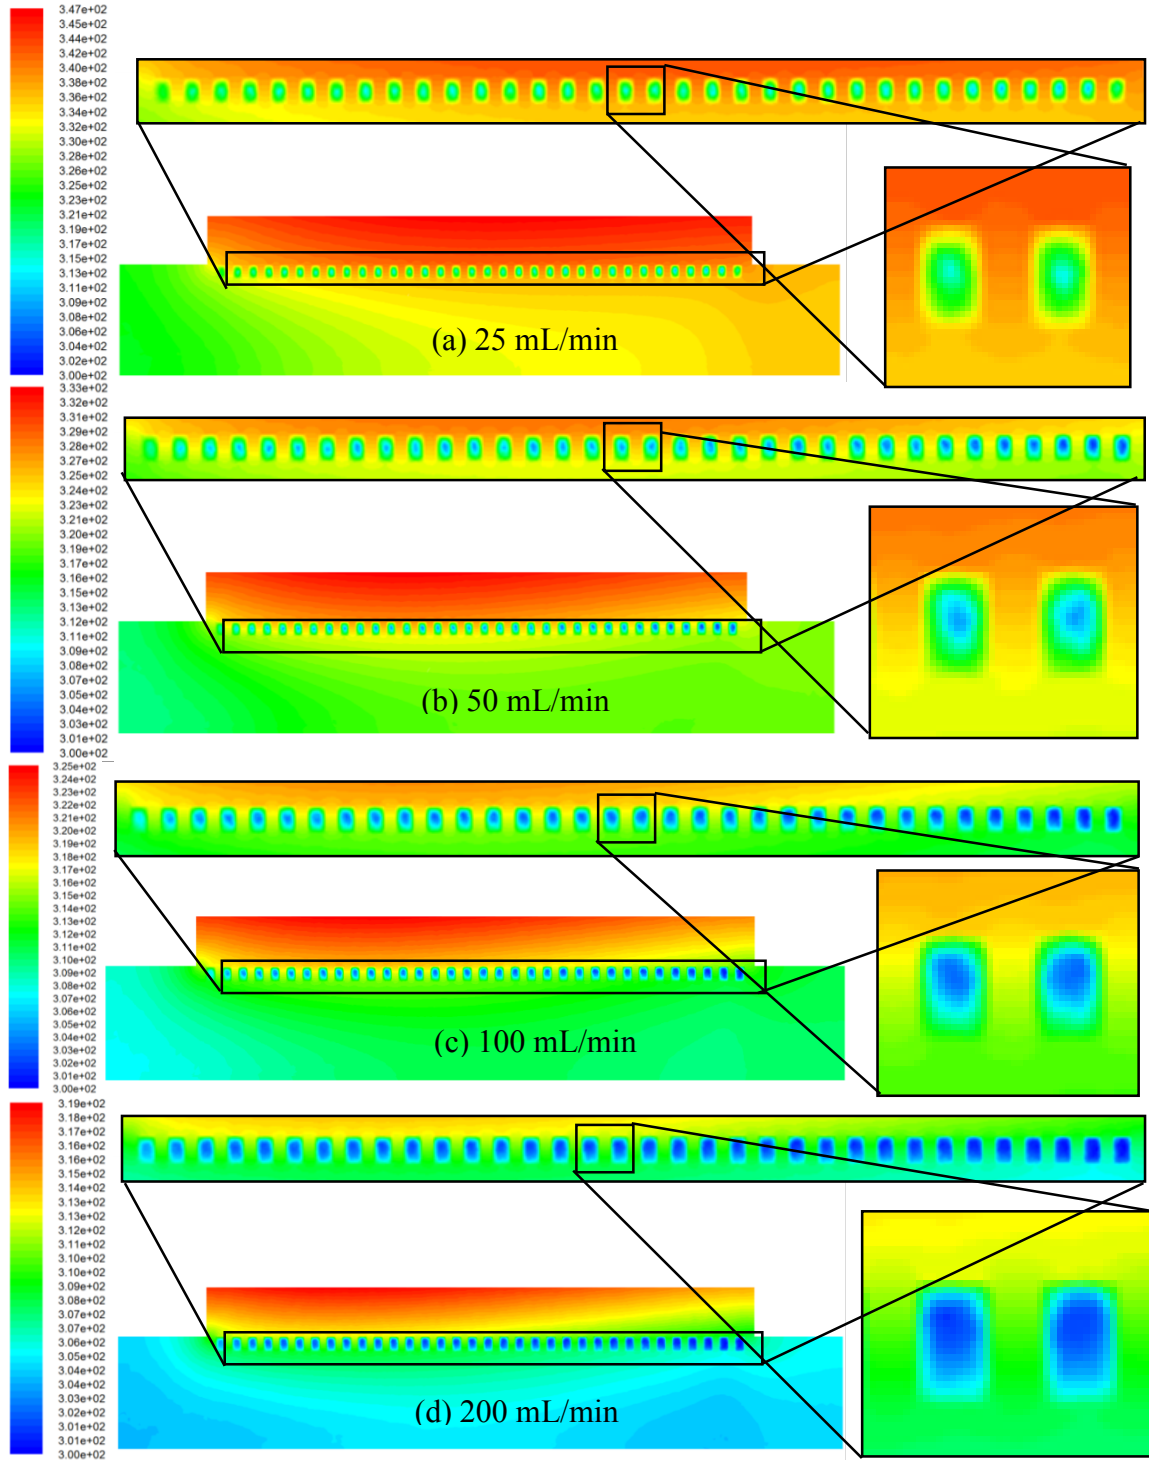 3.47e+02
3.45e+02
3.44e+02
3.42e+02
3.40e+02
3.38e+02
3.36e+02
3.34e+02
3.32e+02
3.30e+02
3.28e+02
3.26e+02
3.25e+02
3.23e+02
3.21e+02
3.19e+02
3.17e+02
3.15e+02
3.13e+02
3.11e+02
3.09e+02
3.08e+02
3.06e+02
3.04e+02
3.02e+02
3.00e+02
(a) 25 mL/min
3.33e+02
3.32e+02
3.31e+02
3.29e+02
3.28e+02
3.27e+02
3.25e+02
3.24e+02
3.21e+02
3.20e+02
3.19e+02
3.17e+02
3.16e+02
3.15e+02
3.13e+02
3.12e+02
3.11e+02
3.09e+02
3.08e+02
3.07e+02
3.05e+02
3.04e+02
3.03e+02
3.01e+02
3.00e+02
(b) 50 mL/min
3.25e+02
3.24e+02
3.23e+02
3.22e+02
3.21e+02
3.20e+02
3.19e+02
3.18e+02
3.17e+02
3.16e+02
3.15e+02
3.14e+02
3.12e+02
3.11e+02
3.10e+02
3.09e+02
3.08e+02
3.07e+02
3.06e+02
3.05e+02
3.04e+02
3.03e+02
3.02e+02
3.01e+02
3.00e+02
(c) 100 mL/min
3.19e+02
3.18e+02
3.17e+02
3.16e+02
3.16e+02
3.15e+02
3.14e+02
3.13e+02
3.13e+02
3.12e+02
3.11e+02
3.10e+02
3.09e+02
3.08e+02
3.07e+02
3.07e+02
3.06e+02
3.05e+02
3.04e+02
3.04e+02
3.03e+02
3.02e+02
3.01e+02
3.01e+02
3.00e+02
(d) 200 mL/min